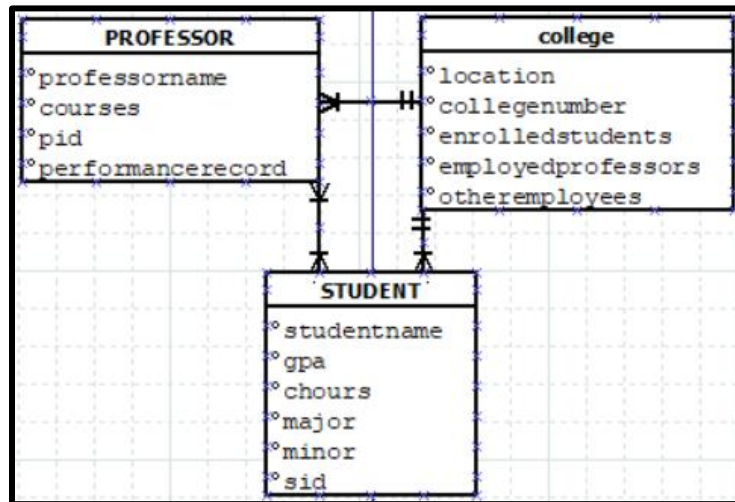 PROFESSOR
professorname
courses
pid
performancerecord
college
location
collegenumber
enrolledstudents
employedprofessors
otheremployees
STUDENT
studentname
gpa
chours
major
minor
sid